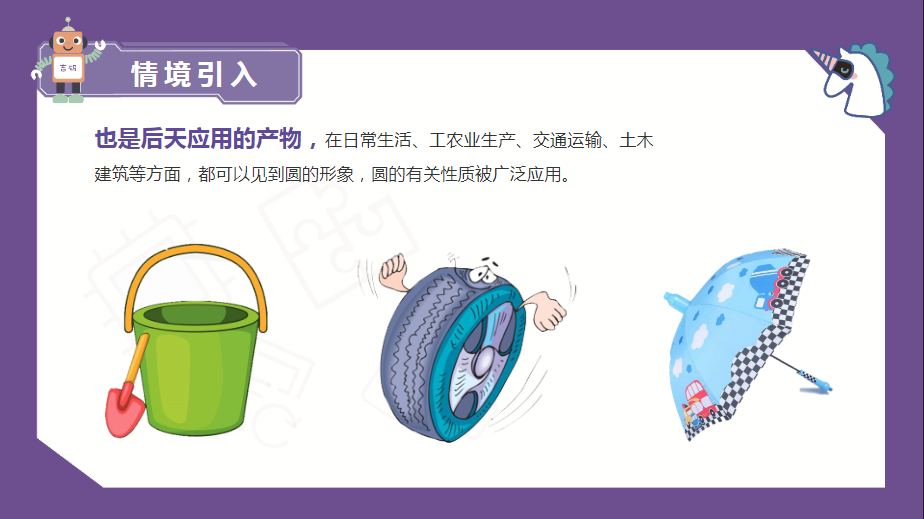 情境引入
也是后天应用的产物，在日常生活、工农业生产、交通运输、土木
建筑等方面，都可以见到圆的形象，圆的有关性质被广泛应用。